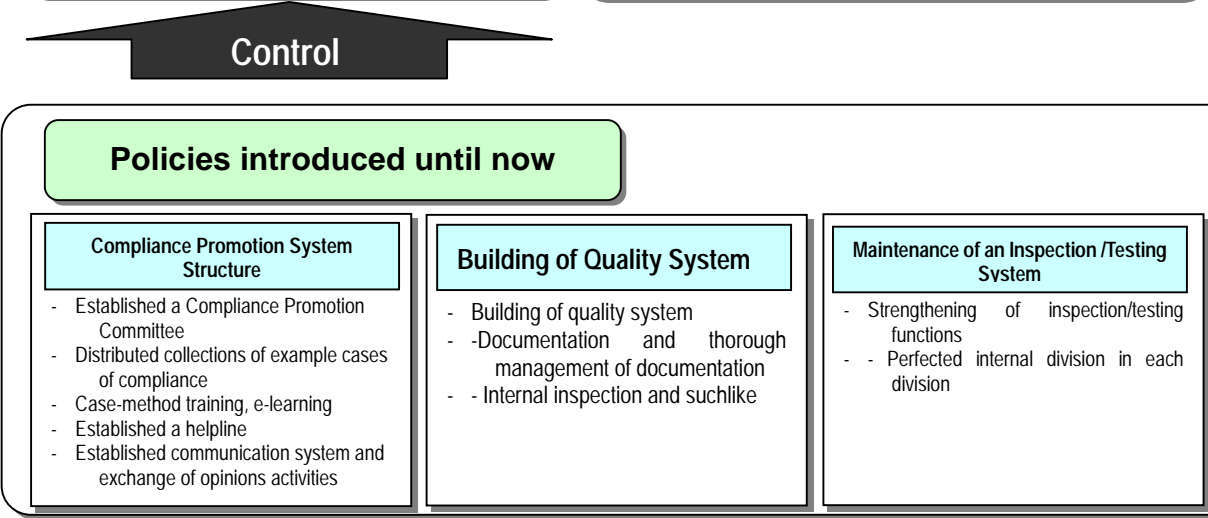 Control
Policies introduced until now
Compliance Promotion System
Structure
- Established a Compliance Promotion
Committee
- Distributed collections of example cases
of compliance
- Case-method training, e-learning
- Established a helpline
- Established communication system and
exchange of opinions activities
Building of Quality System
- Building of quality system
- -Documentation and thorough
management of documentation
- - Internal inspection and suchlike
Maintenance of an Inspection /Testing
System
- Strengthening of inspection/testing
functions
- - Perfected internal division in each
division